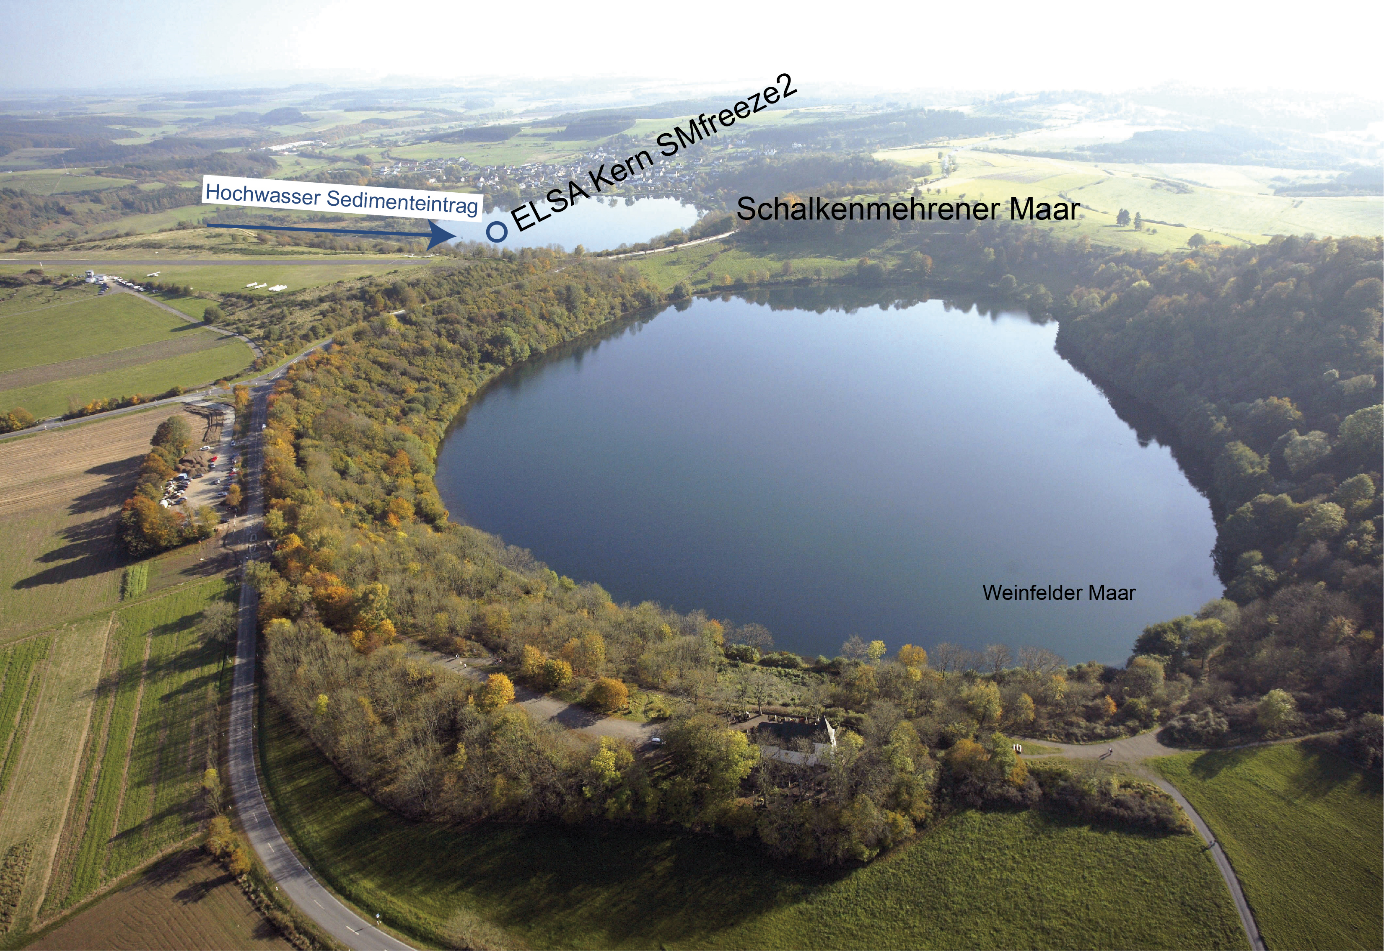 ELSA Kern SMfreeze2
Hochwasser Sedimenteintrag
Schalkenmehrener Maar
Weinfelder Maar